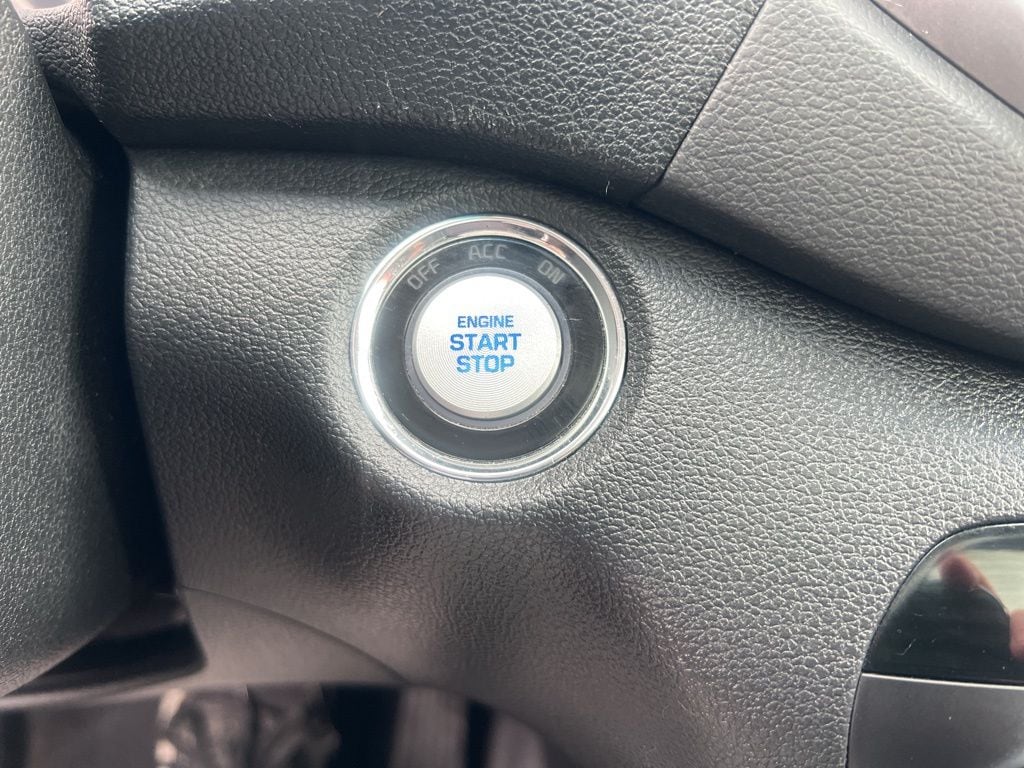 OFF ACC ON
ENGINE
START
STOP